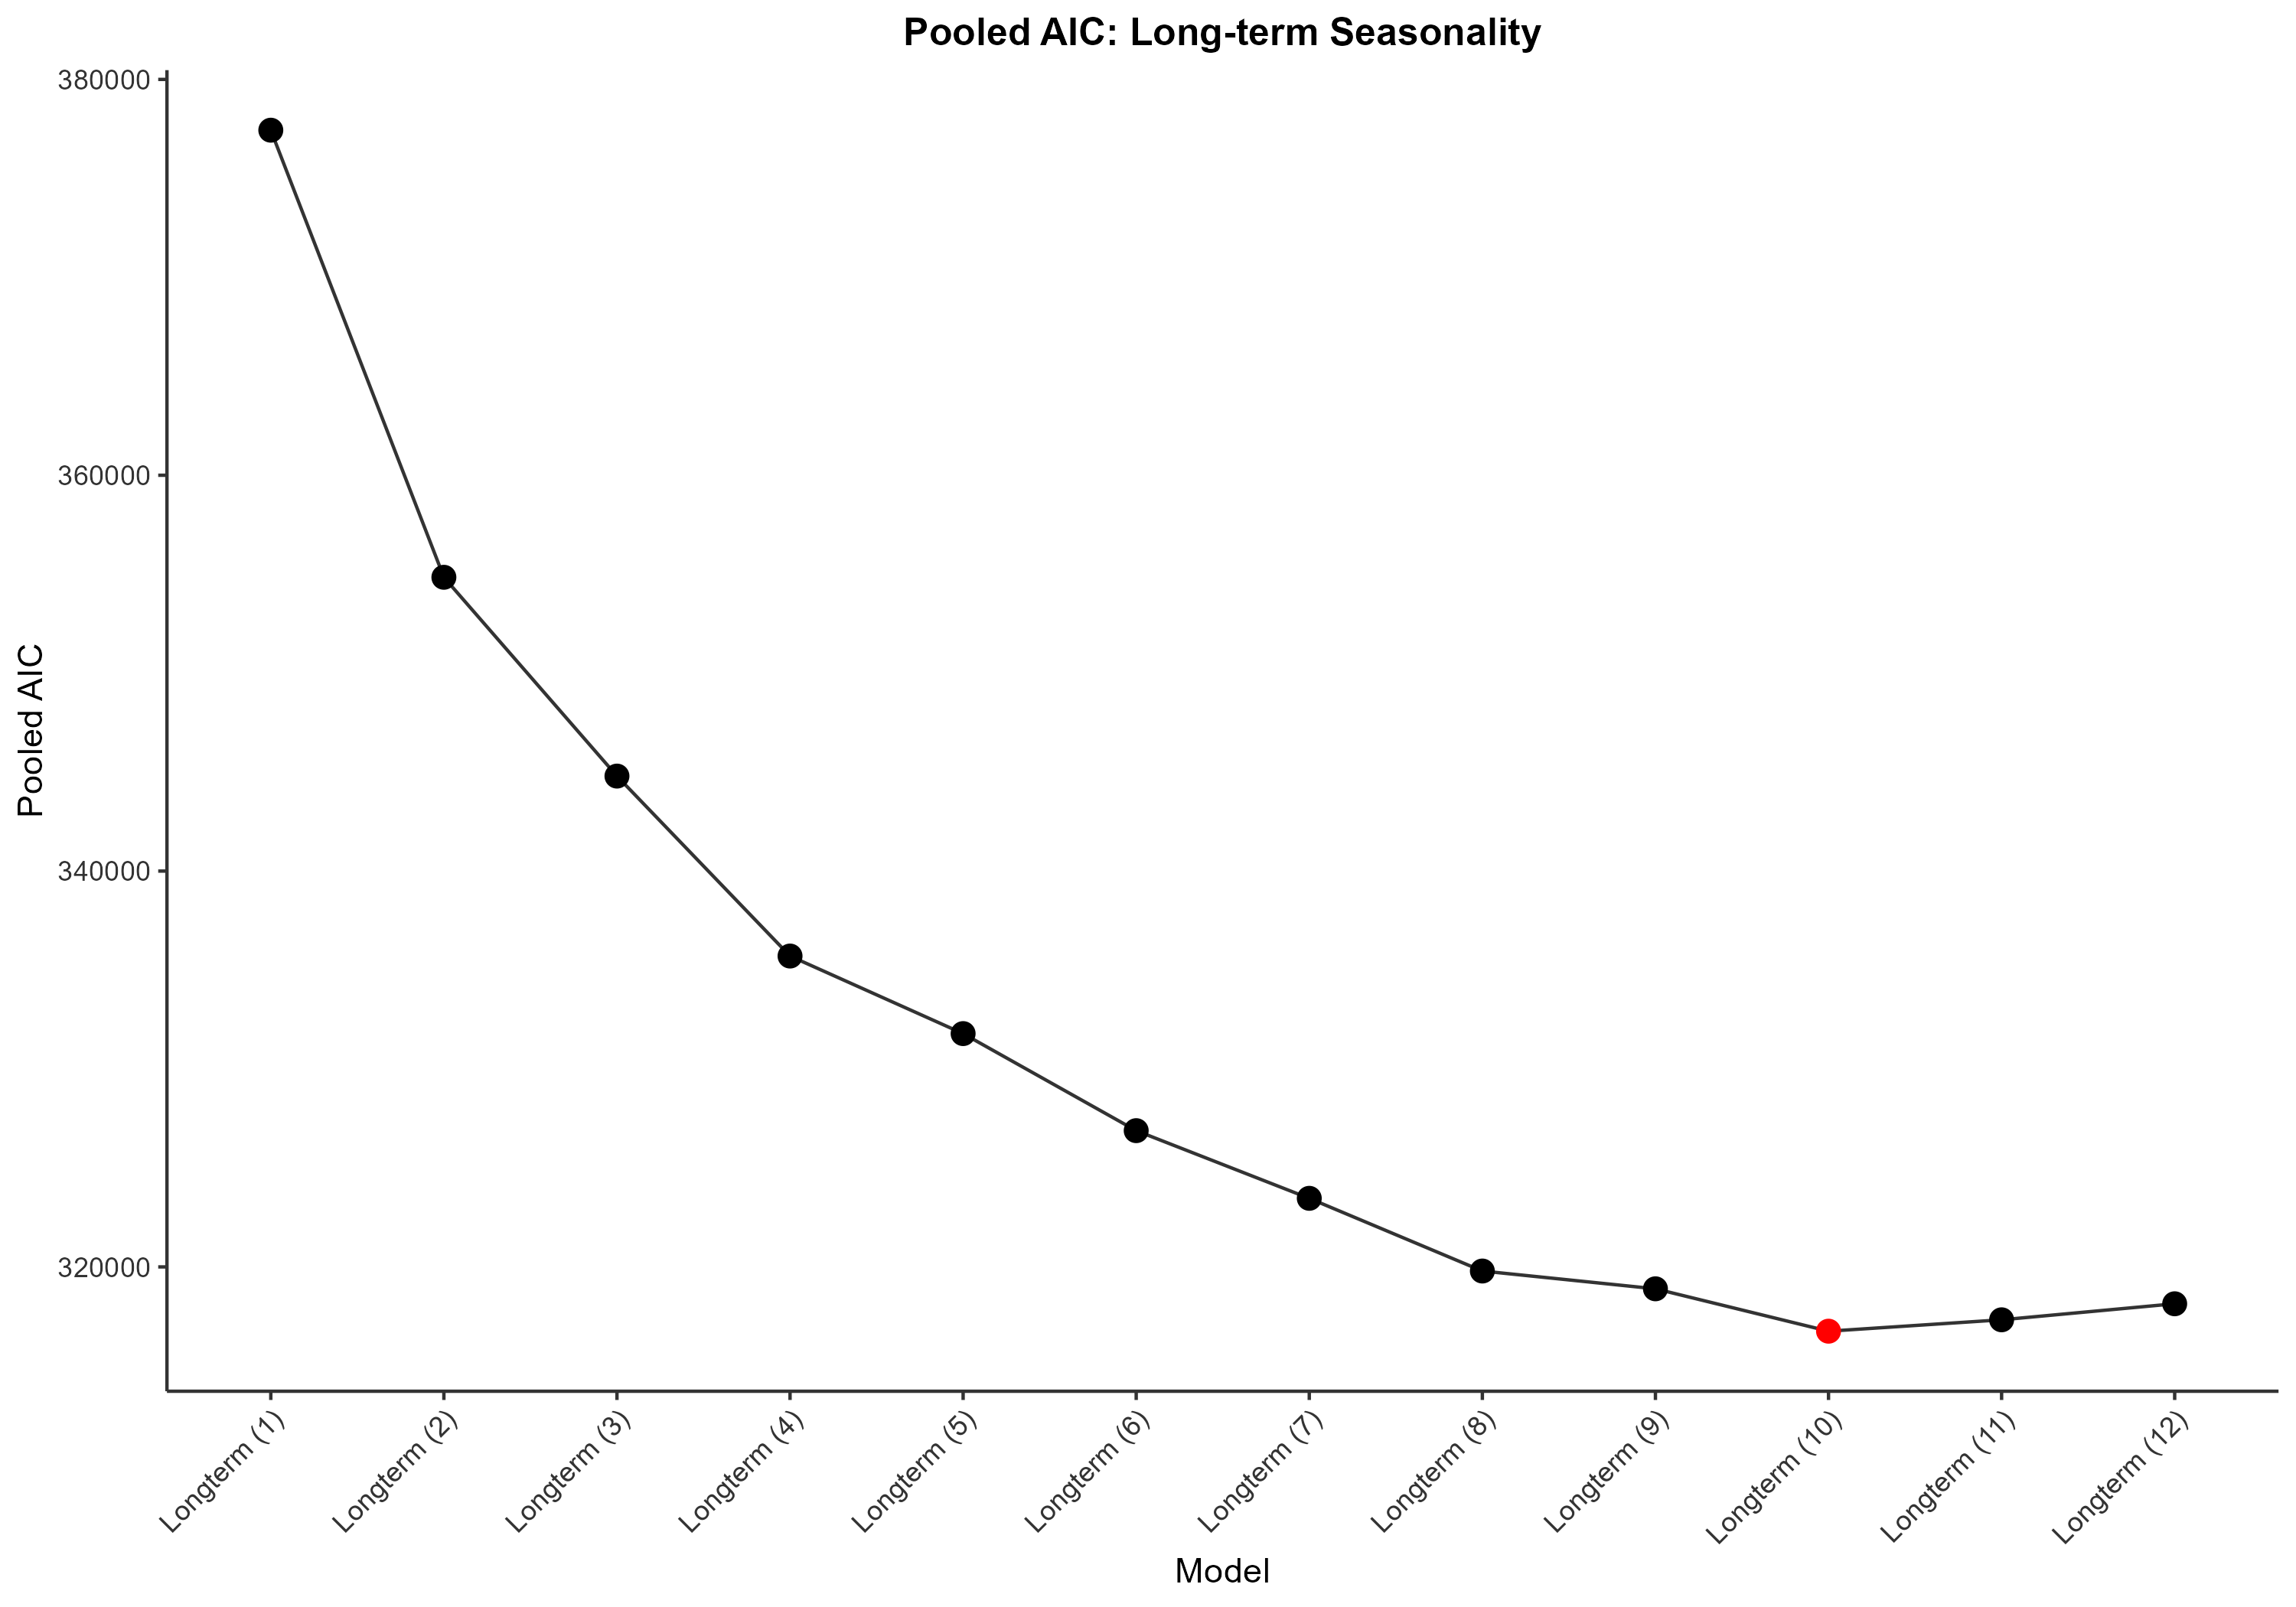 Pooled AIC: Long-term Seasonality
Pooled AIC
380000
360000
340000
320000
Longterm (1)
Longterm (2)
Longterm (3)
Longterm (4)
Longterm (5)
Longterm (6)
Longterm (7)
Longterm (8)
Longterm (9)
Longterm (10)
Longterm (11)
Longterm (12)
Model